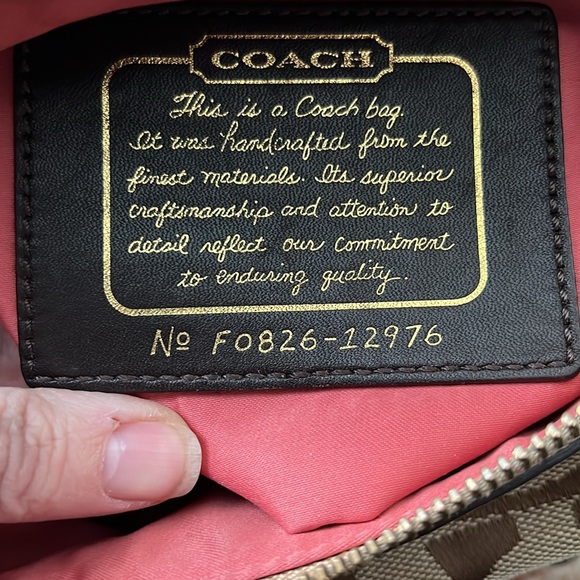 COACH
This is a Coach bag.
It was handcrafted from the
finest materials. Its superior
craftsmanship and attention to
detail reflect our commitment
to enduring quality.
Nº F0826-12976